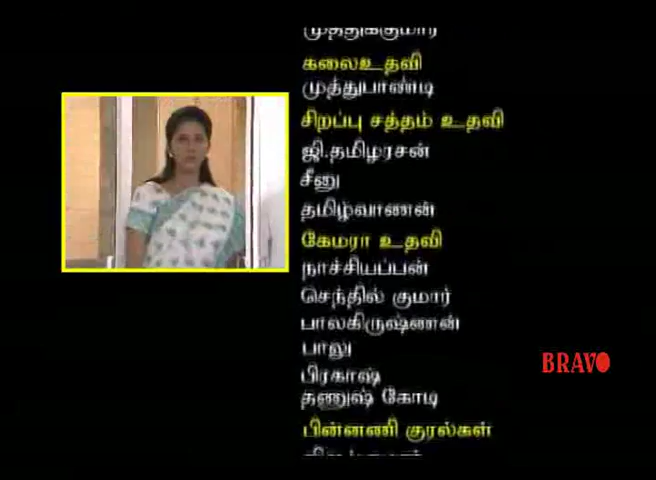 முத்துக்குமார்
கலைஉதவி
முத்துபாண்டி
சிறப்பு சத்தம் உதவி
ஜி.தமிழரசன்
சீனு
தமிழ்வாணன்
கேமரா உதவி
நாச்சியப்பன்
செந்தில் குமார்
பாலகிருஷ்ணன்
பாலு
பிரகாஷ்
தணுஷ் கோடி
பின்னணி குரல்கள்
BRAVO